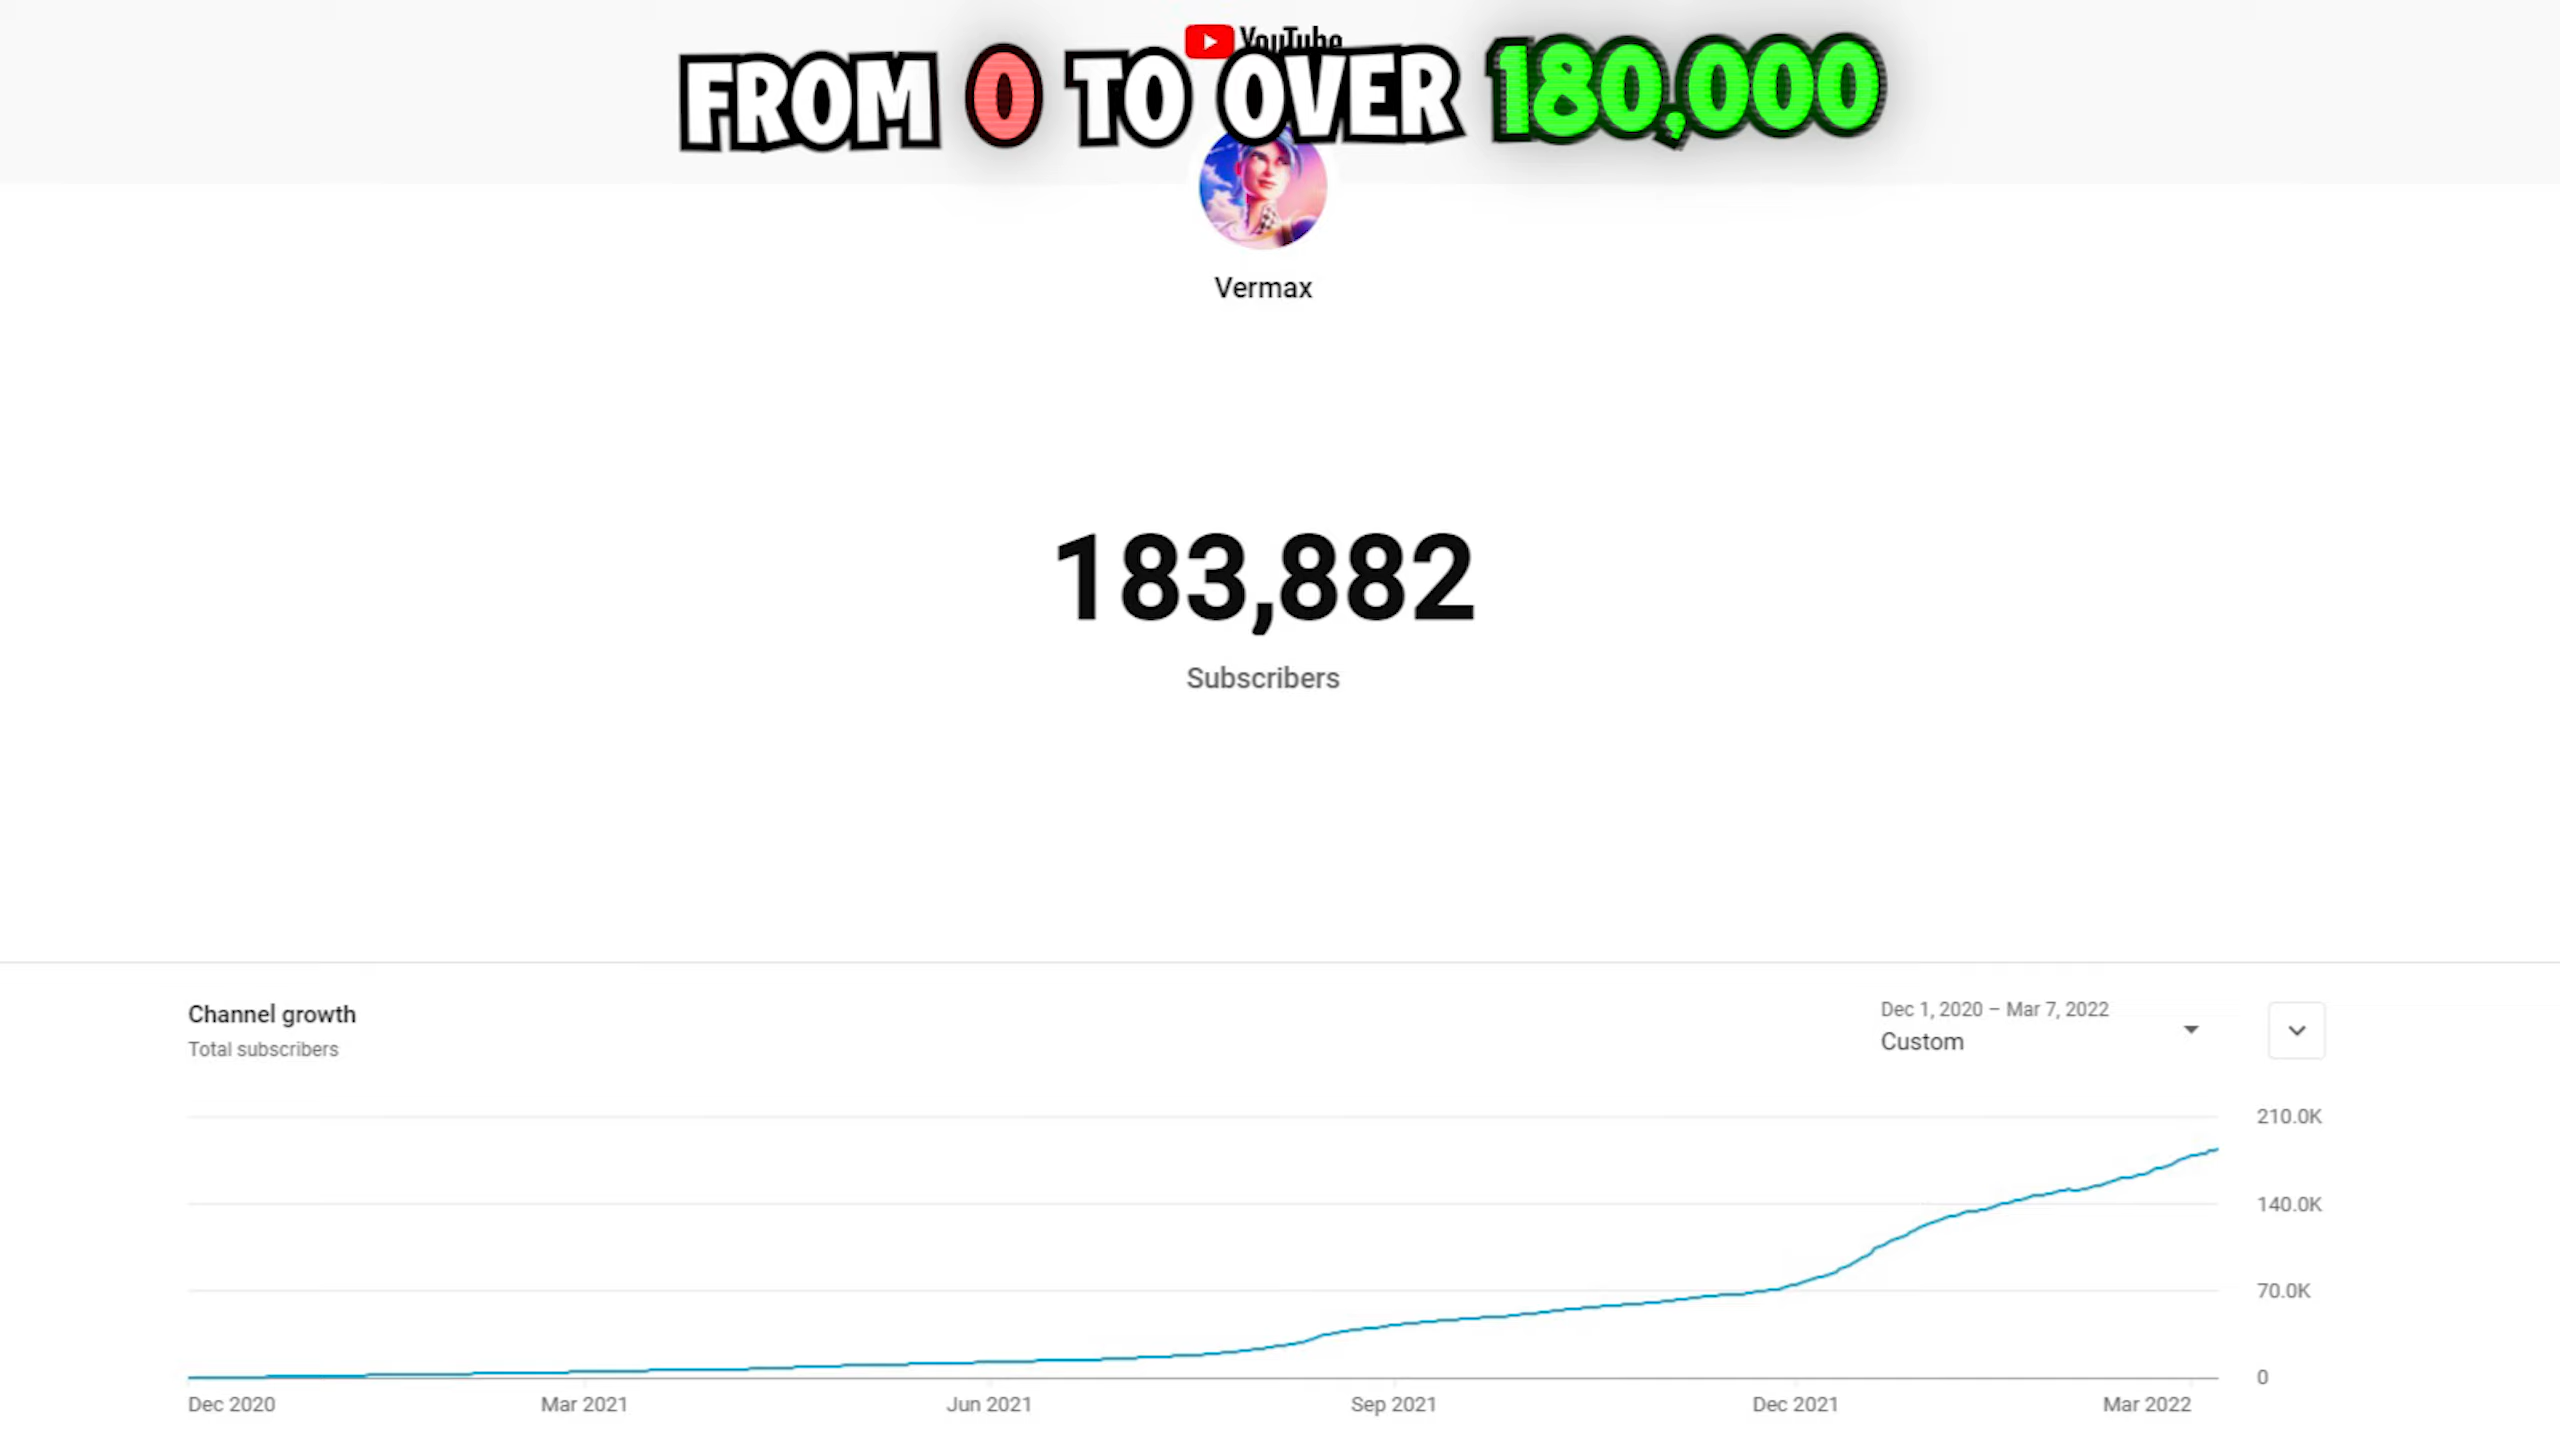 YouTube
FROM 0 TO OVER 180,000
Vermax
183,882
Subscribers
Channel growth
Total subscribers
Dec 1, 2020 – Mar 7, 2022
Custom
210.0K
140.0K
70.0K
0
Dec 2020 Mar 2021 Jun 2021 Sep 2021 Dec 2021 Mar 2022